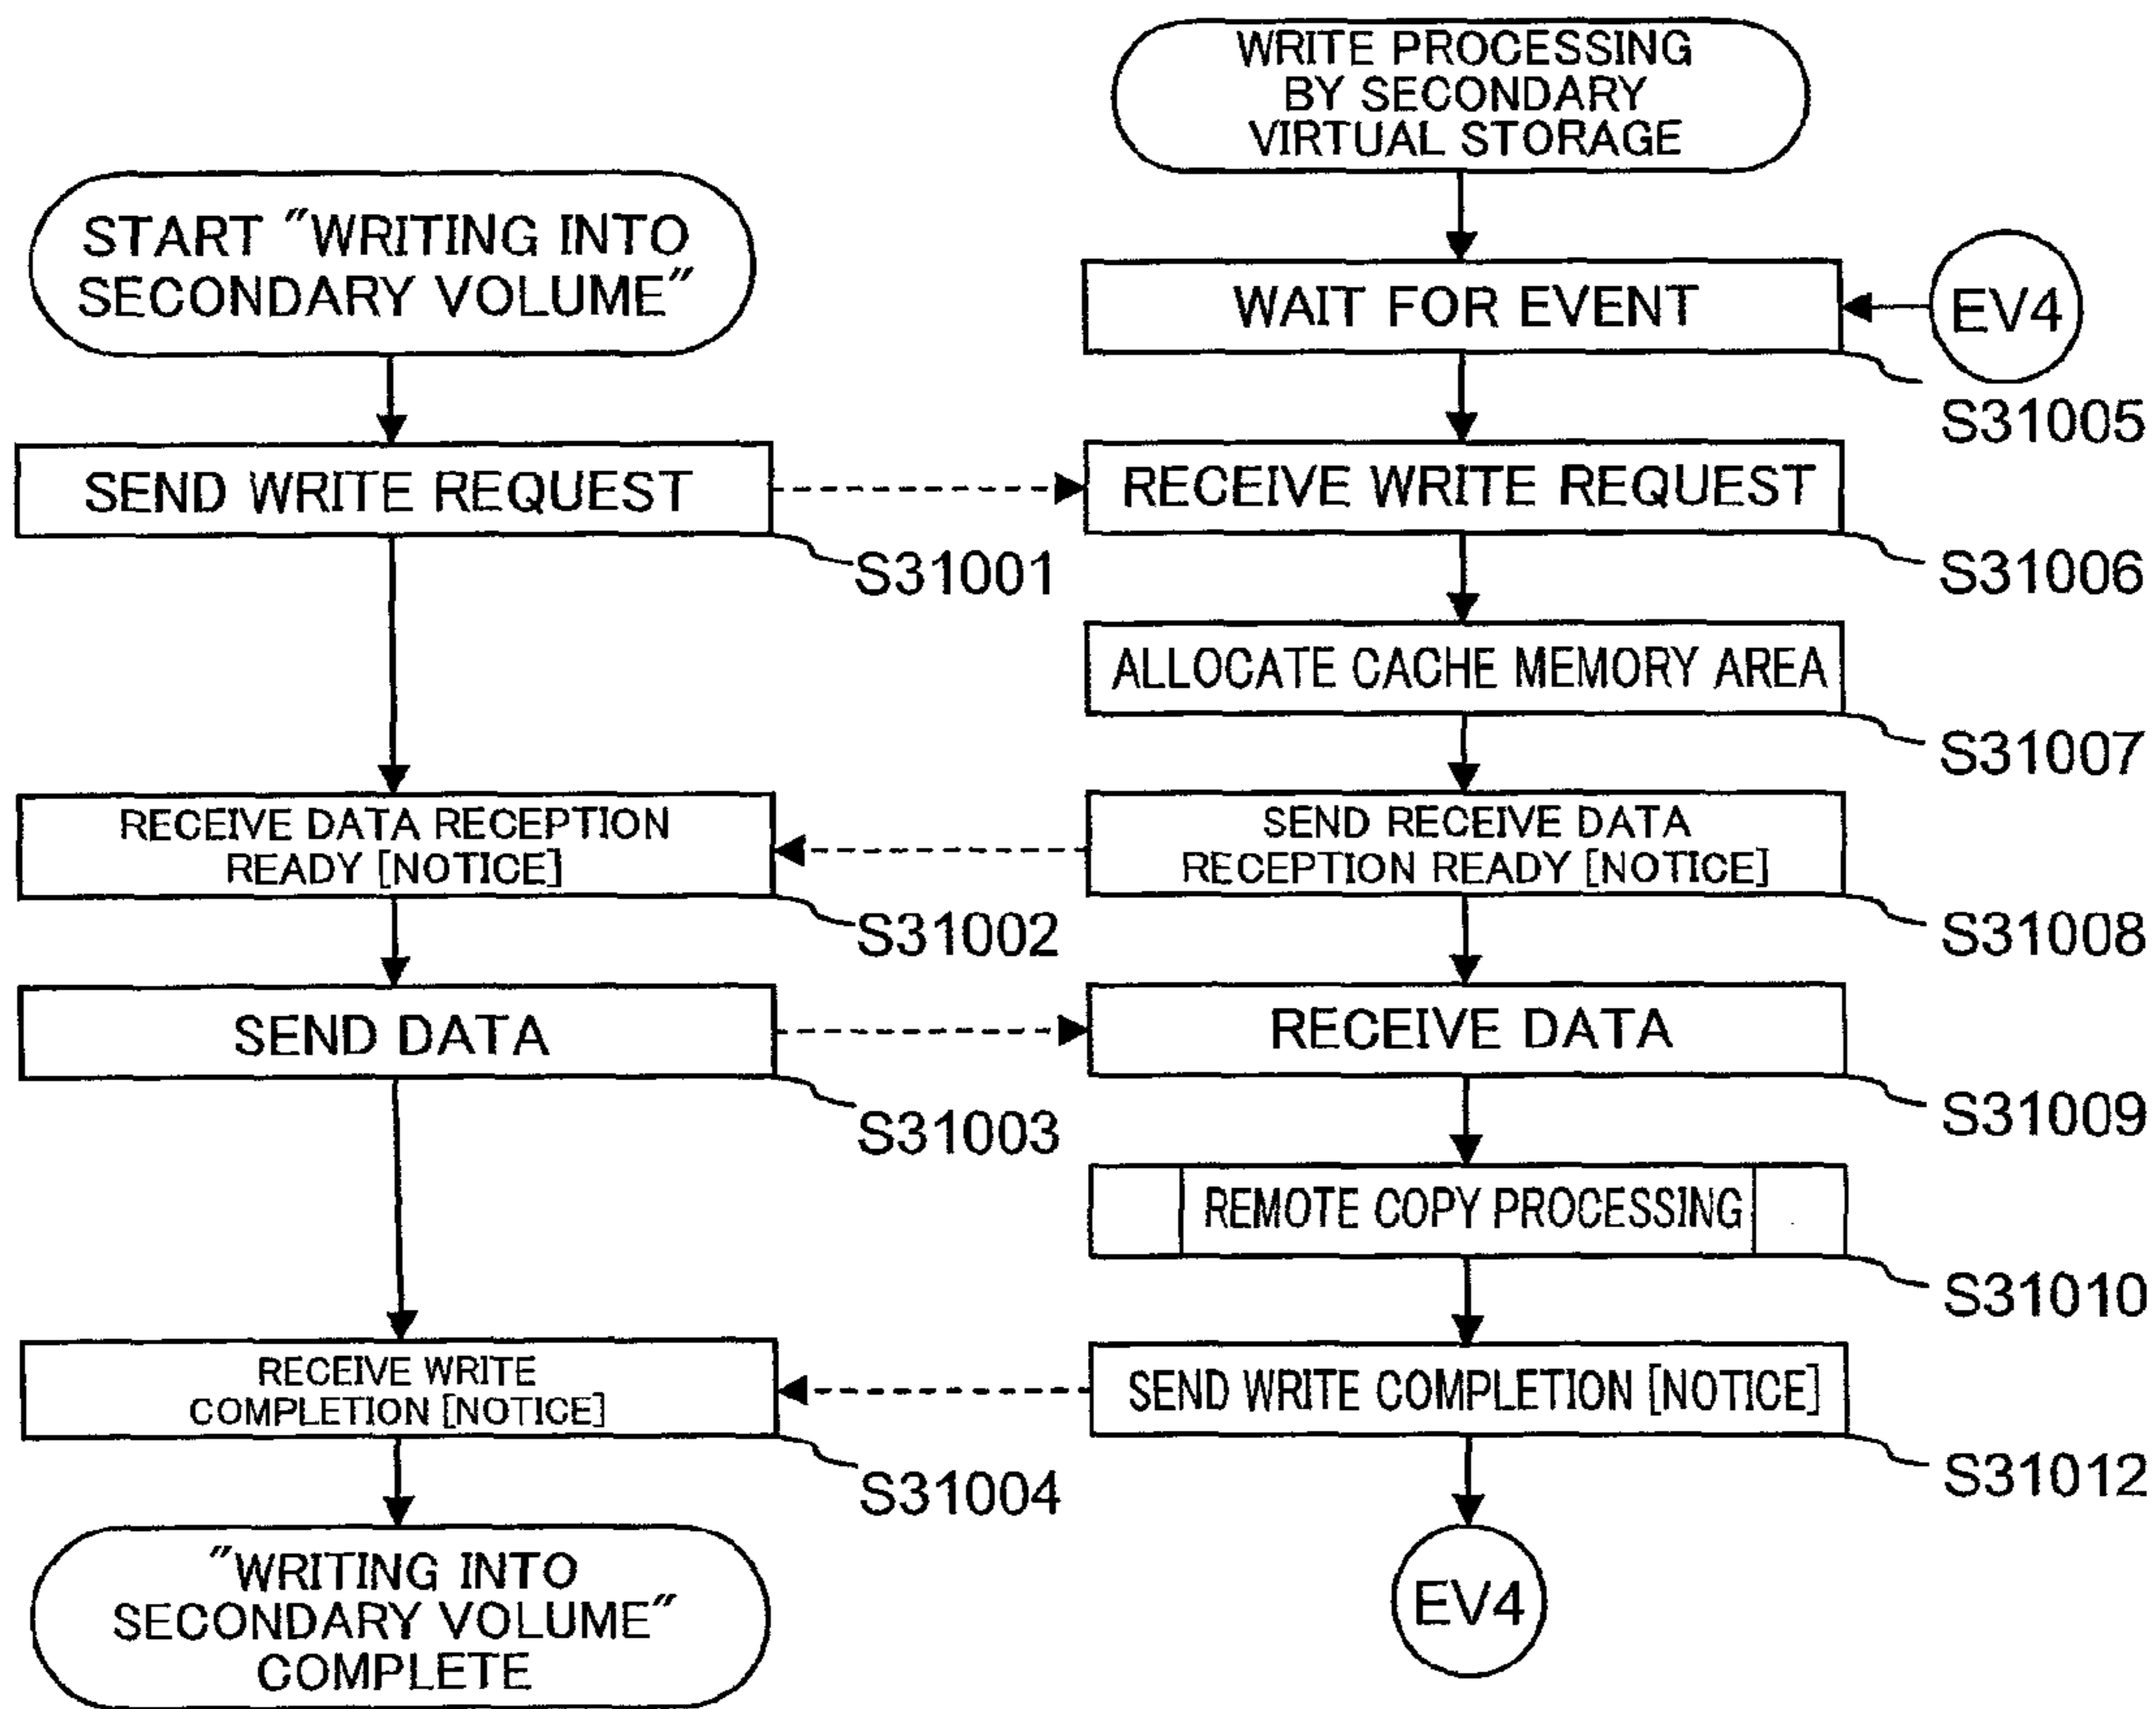 START "WRITING INTO
SECONDARY VOLUME"
SEND WRITE REQUEST
S31001
RECEIVE DATA RECEPTION
READY [NOTICE]
S31002
SEND DATA
S31003
RECEIVE WRITE
COMPLETION [NOTICE]
S31004
"WRITING INTO
SECONDARY VOLUME"
COMPLETE
WRITE PROCESSING
BY SECONDARY
VIRTUAL STORAGE
WAIT FOR EVENT
EV4
S31005
RECEIVE WRITE REQUEST
S31006
ALLOCATE CACHE MEMORY AREA
S31007
SEND RECEIVE DATA
RECEPTION READY [NOTICE]
S31008
RECEIVE DATA
S31009
REMOTE COPY PROCESSING
S31010
SEND WRITE COMPLETION [NOTICE]
S31012
EV4